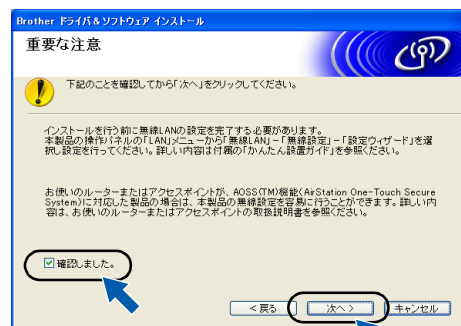 Brother ドライバ＆ソフトウェア インストール
重要な注意
下記のことを確認してから「次へ」をクリックしてください。
インストールを行う前に無線LANの設定を完了する必要があります。
本製品の操作パネルの「LAN」メニューから「無線LAN」－「無線設定」－「設定ウィザード」を選
択し設定を行ってください。詳しい内容は付属の「かんたん設置ガイド」を参照ください。
お使いのルーターまたはアクセスポイントが、AOSS(TM)機能(AirStation One-Touch Secure
System)に対応した製品の場合は、本製品の無線設定を容易に行うことができます。詳しい内
容は、お使いのルーターまたはアクセスポイントの取扱説明書を参照ください。
確認しました。
＜戻る 次へ＞ キャンセル